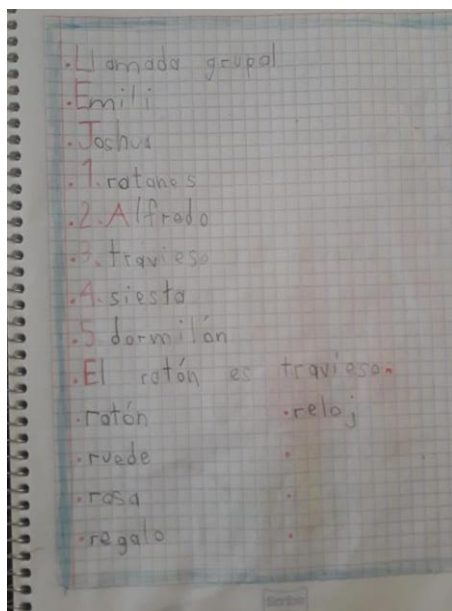 .Llamada grupal
.Emili
.Joshua
.1.ratones
.2.Alfredo
.3.travieso
.4.siesta
.5 dormilón
.El ratón es travieso.
.ratón .reloj
.ruede .
.rosa .
.regalo .
Scribe